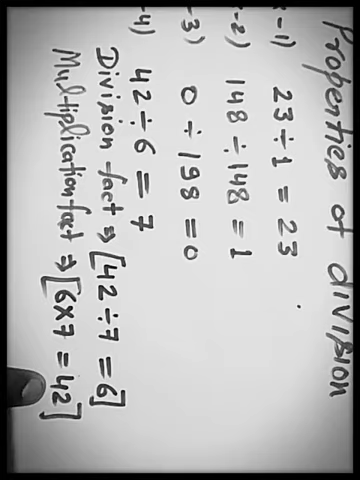 Properties of division
-1) 23 ÷ 1 = 23
-2) 148 ÷ 148 = 1
-3) 0 ÷ 198 = 0
-4) 42 ÷ 6 = 7
Division fact ⇒ [42 ÷ 7 = 6]
Multiplication fact ⇒ [6 x 7 = 42]